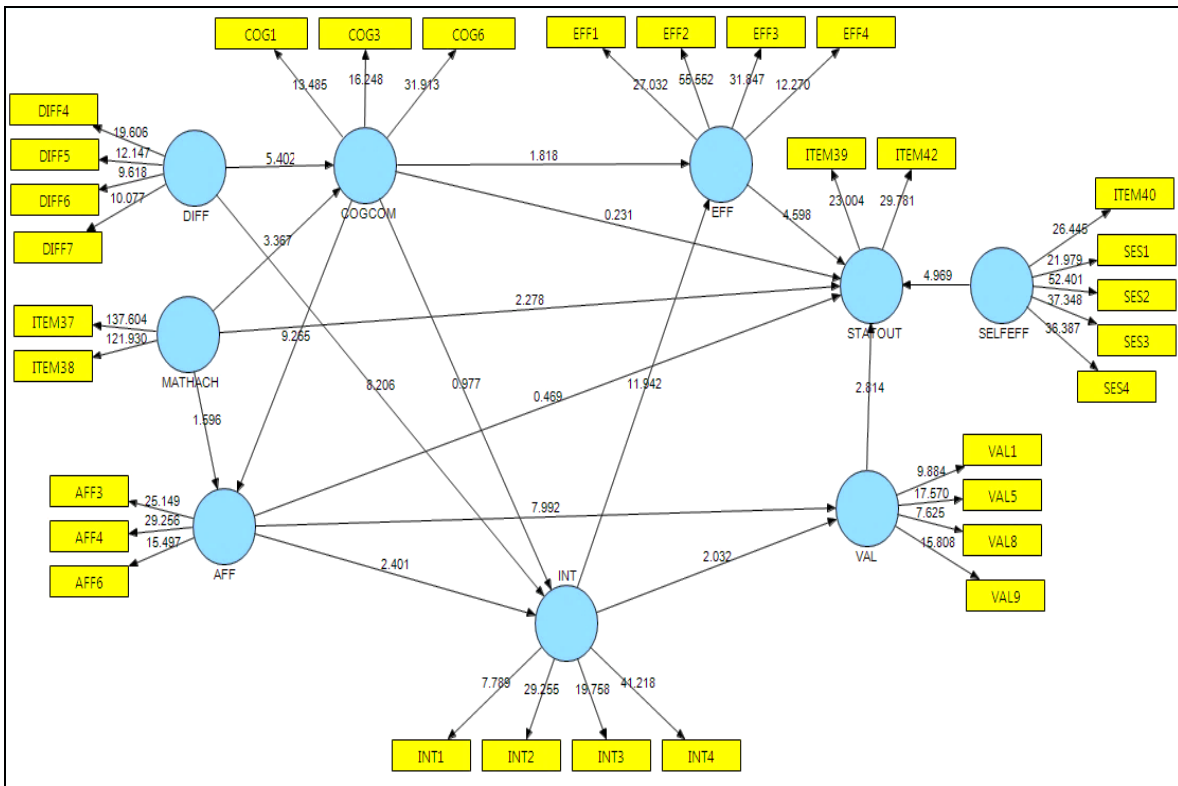 COG1
COG3
COG6
EFF1
EFF2
EFF3
EFF4
13.485
16.248
31.913
27.032
55.552
31.847
12.270
DIFF4
DIFF5
DIFF6
DIFF7
19.606
12.147
9.618
10.077
DIFF
5.402
COGCOM
1.818
EFF
ITEM39
ITEM42
23.004
29.781
0.231
4.598
3.367
ITEM40
SES1
SES2
SES3
SES4
26.445
21.979
52.401
37.348
4.969
STATOUT
SELFEFF
ITEM37
ITEM38
137.604
121.930
MATHACH
2.278
9.265
0.977
11.942
0.469
2.814
1.596
AFF3
AFF4
AFF6
25.149
29.256
15.497
AFF
7.992
2.401
INT
2.032
VAL
VAL1
VAL5
VAL8
VAL9
9.884
17.570
7.625
15.808
7.789
29.255
19.758
41.218
INT1
INT2
INT3
INT4